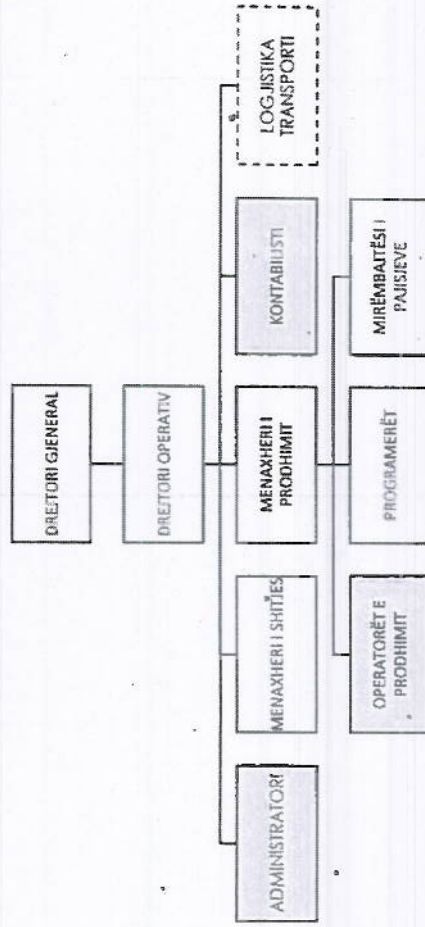 DREJTORI GJENERAL
DREJTORI OPERATIV
ADMINISTRATORI
MENAXHERI I SHITJES
MENAXHERI I
PRODHIMIT
KONTABILISTI
LOGJISTIKA
TRANSPORTI
OPERATORËT E
PRODHIMIT
PROGRAMERËT
MIRËMBAJTËSI I
PAJISJEVE